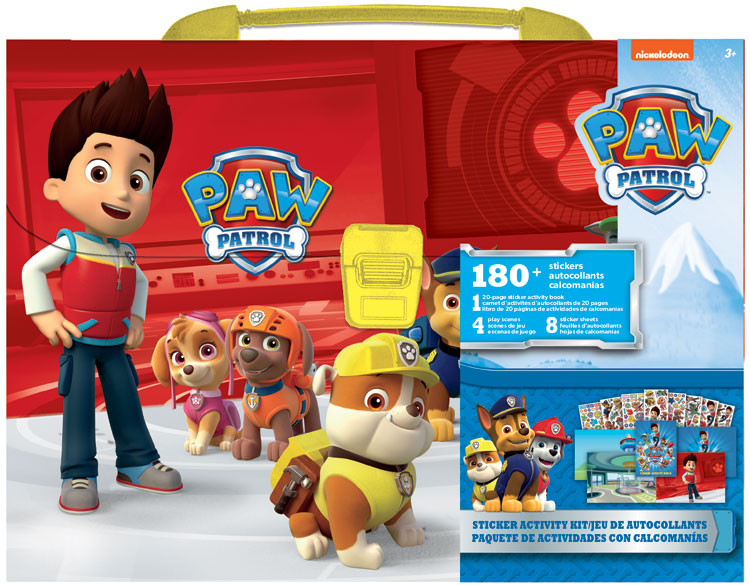 PAW
PATROL
nickelodeon
3+
PAW
PATROL
TM
180+ stickers
autocollants
calcomanías
1 20-page sticker activity book
carnet d'activités d'autocollants de 20 pages
libro de 20 páginas de actividades de calcomanías
4 play scenes
scènes de jeu
escenas de juego
8 sticker sheets
feuilles d'autocollants
hojas de calcomanías
STICKER ACTIVITY KIT/JEU DE AUTOCOLLANTS
PAQUETE DE ACTIVIDADES CON CALCOMANÍAS